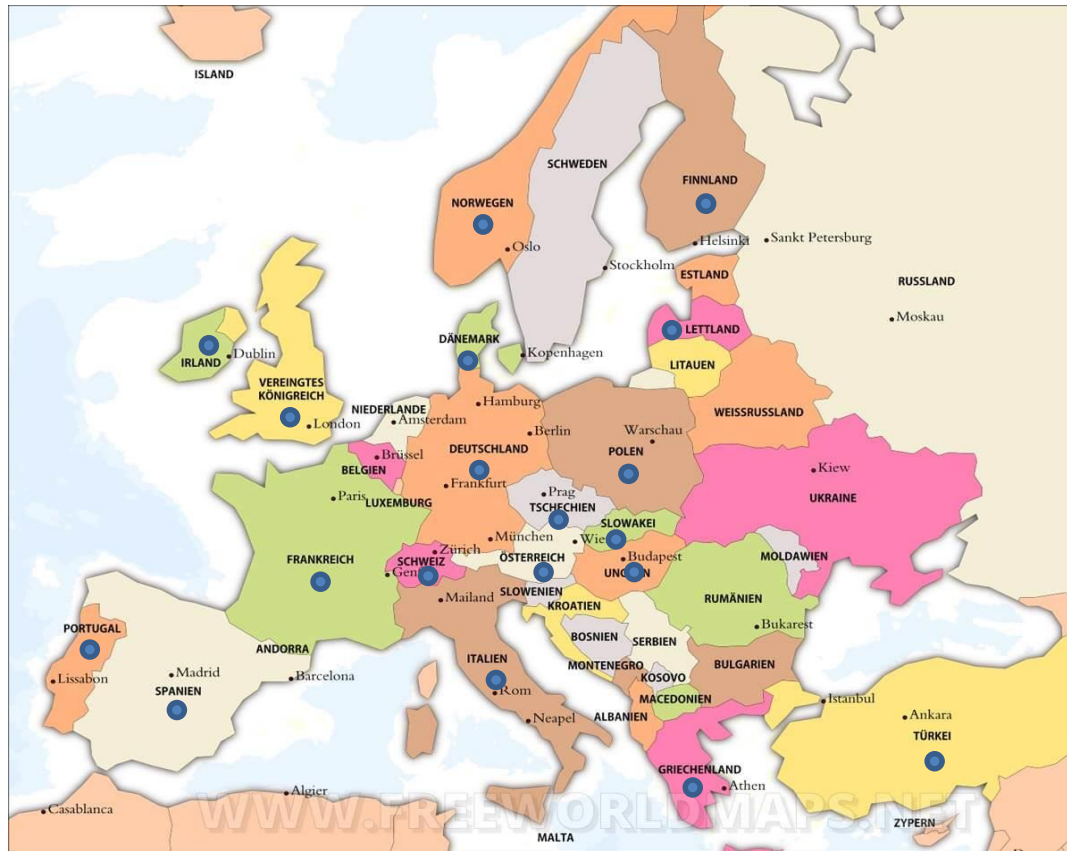 ISLAND
SCHWEDEN
FINNLAND
NORWEGEN
Oslo
Helsinki
Sankt Petersburg
Stockholm
ESTLAND
RUSSLAND
Moskau
LETTLAND
DÄNEMARK
Kopenhagen
IRLAND
Dublin
LITAUEN
VEREINGTES
KÖNIGREICH
NIEDERLANDE
Hamburg
WEISSRUSSLAND
London
Amsterdam
Berlin
Warschau
DEUTSCHLAND
POLEN
Brüssel
BELGIEN
Kiew
Frankfurt
Paris
LUXEMBURG
Prag
TSCHECHIEN
UKRAINE
SLOWAKEI
München
Wie
Zürich
MOLDAWIEN
FRANKREICH
SCHWEIZ
ÖSTERREICH
Budapest
Gen
SLOWENIEN
Mailand
KROATIEN
RUMÄNIEN
PORTUGAL
BOSNIEN
SERBIEN
Bukarest
ANDORRA
ITALIEN
MONTENEGRO
BULGARIEN
Madrid
Barcelona
KOSOVO
Lissabon
SPANIEN
Rom
MACEDONIEN
Istanbul
Neapel
ALBANIEN
Ankara
TÜRKEI
GRIECHENLAND
Athen
Algier
Casablanca
WWW.FREEWORLDMAPS.NET
MALTA
ZYPERN